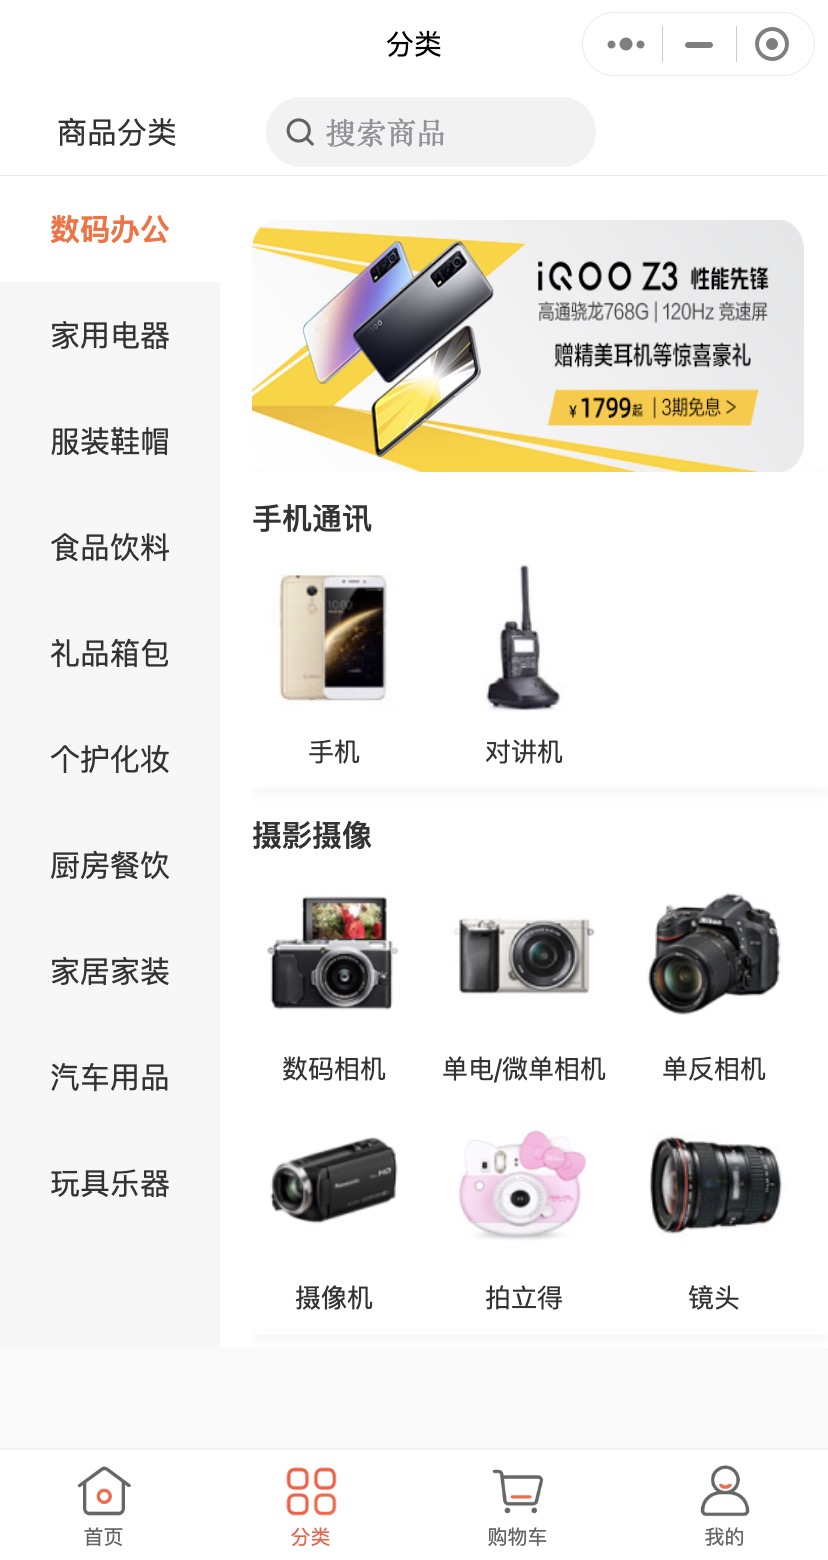 分类
商品分类
搜索商品
数码办公
家用电器
服装鞋帽
食品饮料
礼品箱包
个护化妆
厨房餐饮
家居家装
汽车用品
玩具乐器
iQOO Z3 性能先锋
高通骁龙768G | 120Hz 竞速屏
赠精美耳机等惊喜豪礼
¥1799起 | 3期免息 >
手机通讯
手机
对讲机
摄影摄像
数码相机
单电/微单相机
单反相机
摄像机
拍立得
镜头
首页
分类
购物车
我的